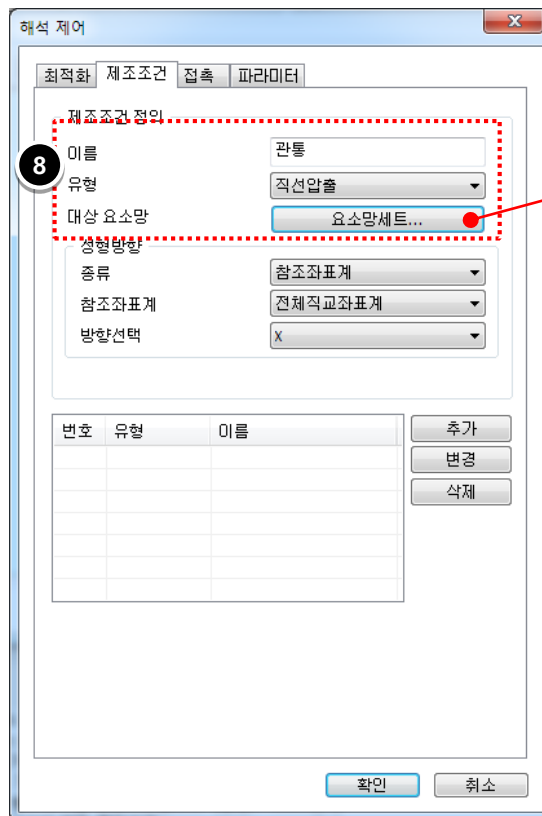 해석 제어
최적화 제조조건 접촉 파라미터
제조조건 정의
8
이름 관통
유형 직선압출
대상 요소망 요소망세트...
성형방향
종류 참조좌표계
참조좌표계 전체직교좌표계
방향선택 X
번호 유형 이름 추가
변경
삭제
확인 취소